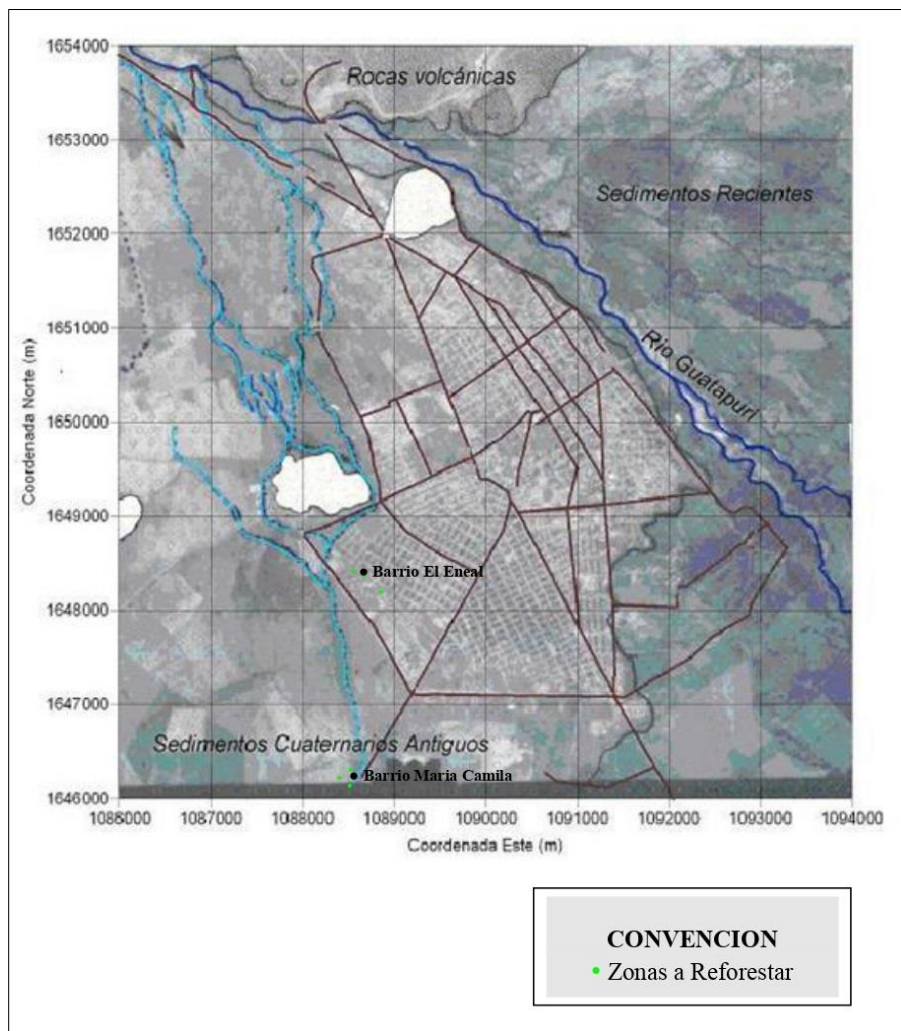 1654000
Rocas volcánicas
1653000
Sedimentos Recientes
1652000
1651000
Rio Guatapurí
Coordenada Norte (m)
1650000
1649000
Barrio El Eneal
1648000
1647000
Sedimentos Cuaternarios Antiguos
Barrio Maria Camila
1646000
1086000 1087000 1088000 1089000 1090000 1091000 1092000 1093000 1094000
Coordenada Este (m)
CONVENCION
Zonas a Reforestar